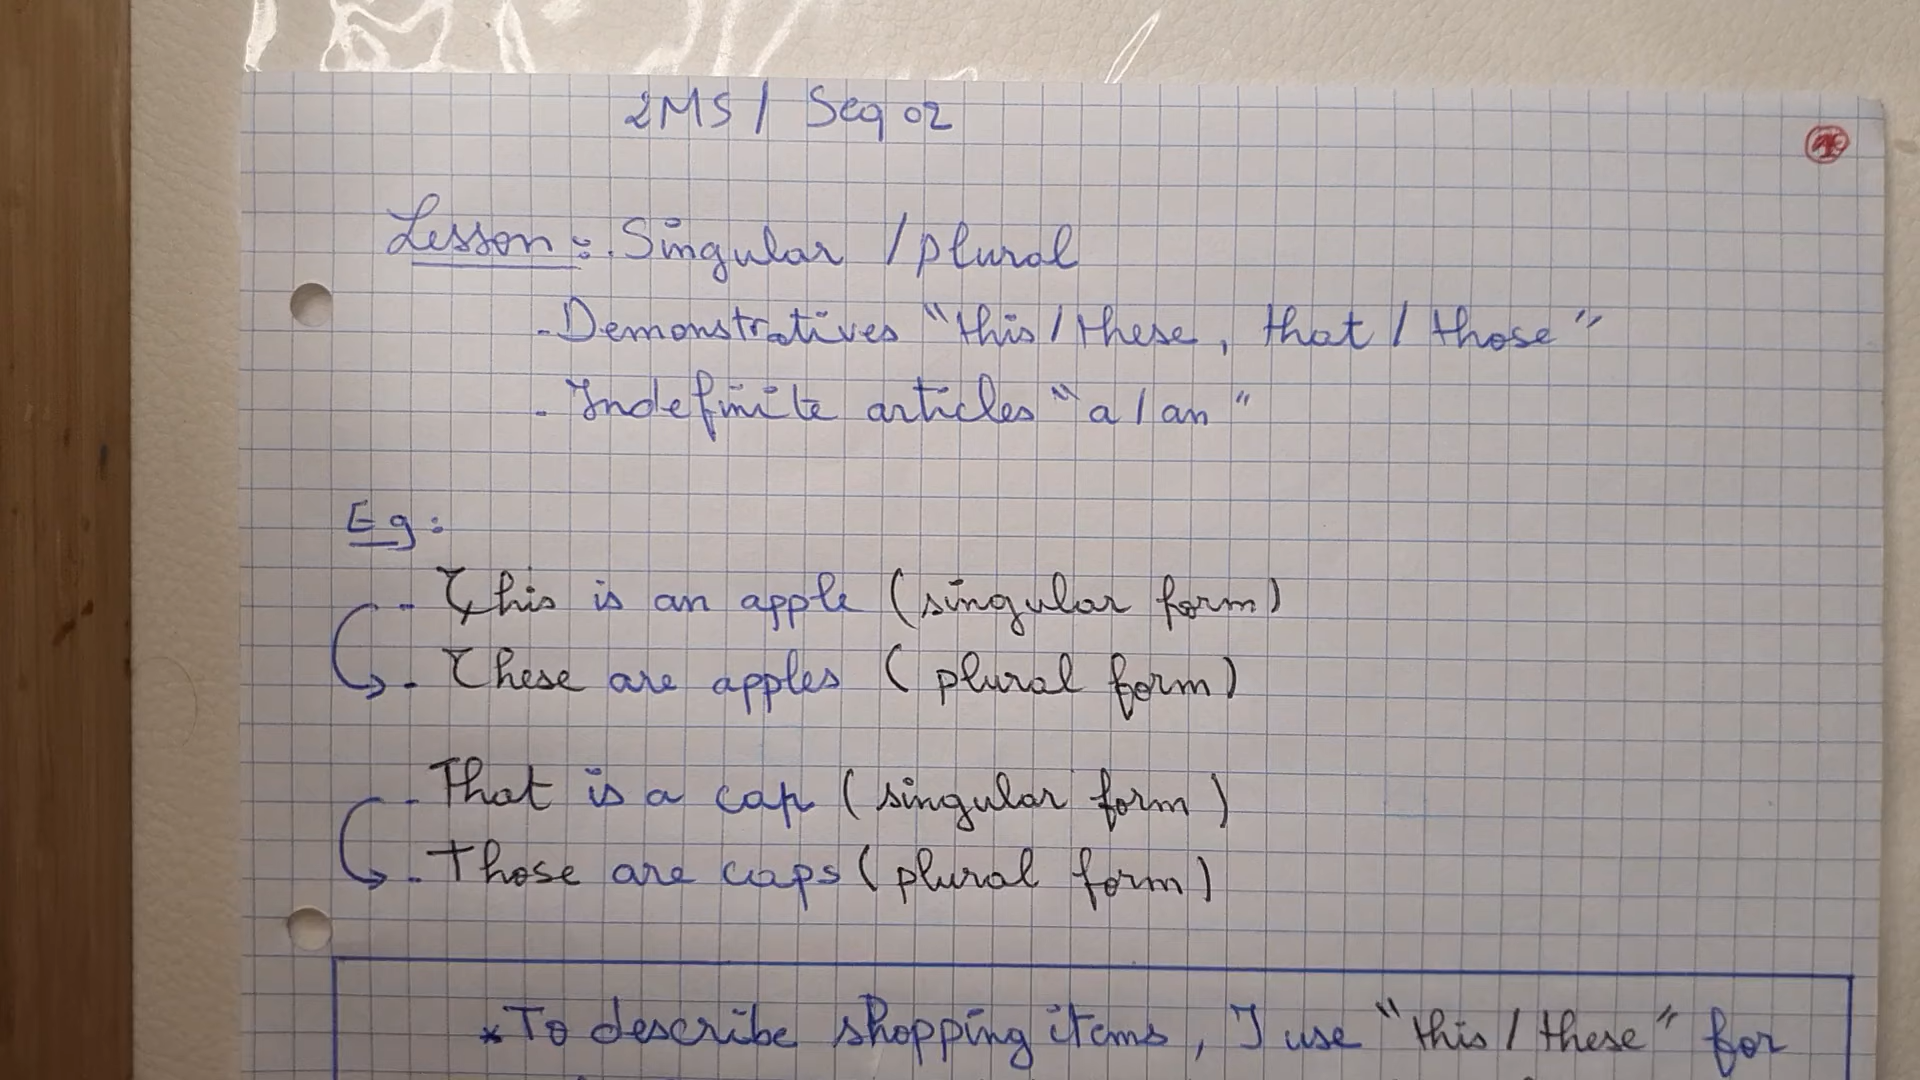 2MS / Seq 02
Lesson: Singular / plural
- Demonstratives "this / these, that / those"
- Indefinite articles "a / an"
Eg:
- This is an apple (singular form)
- These are apples (plural form)
- That is a cap (singular form)
- Those are caps (plural form)
* To describe shopping items, I use "this / these" for